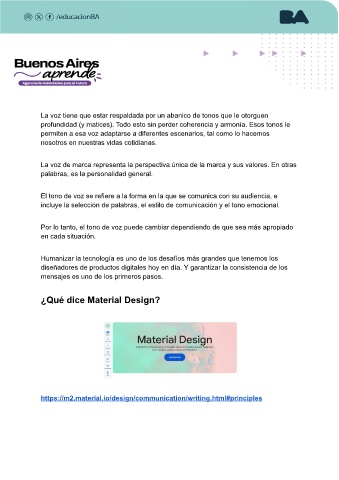 /educacionBA
BA
Buenos Aires
aprende
Agencia de Habilidades para el Futuro
La voz tiene que estar respaldada por un abanico de tonos que le otorguen
profundidad (y matices). Todo esto sin perder coherencia y armonía. Esos tonos le
permiten a esa voz adaptarse a diferentes escenarios, tal como lo hacemos
nosotros en nuestras vidas cotidianas.
La voz de marca representa la perspectiva única de la marca y sus valores. En otras
palabras, es la personalidad general.
El tono de voz se refiere a la forma en la que se comunica con su audiencia, e
incluye la selección de palabras, el estilo de comunicación y el tono emocional.
Por lo tanto, el tono de voz puede cambiar dependiendo de que sea más apropiado
en cada situación.
Humanizar la tecnología es uno de los desafíos más grandes que tenemos los
diseñadores de productos digitales hoy en día. Y garantizar la consistencia de los
mensajes es uno de los primeros pasos.
¿Qué dice Material Design?
Material Design
https://m2.material.io/design/communication/writing.html#principles